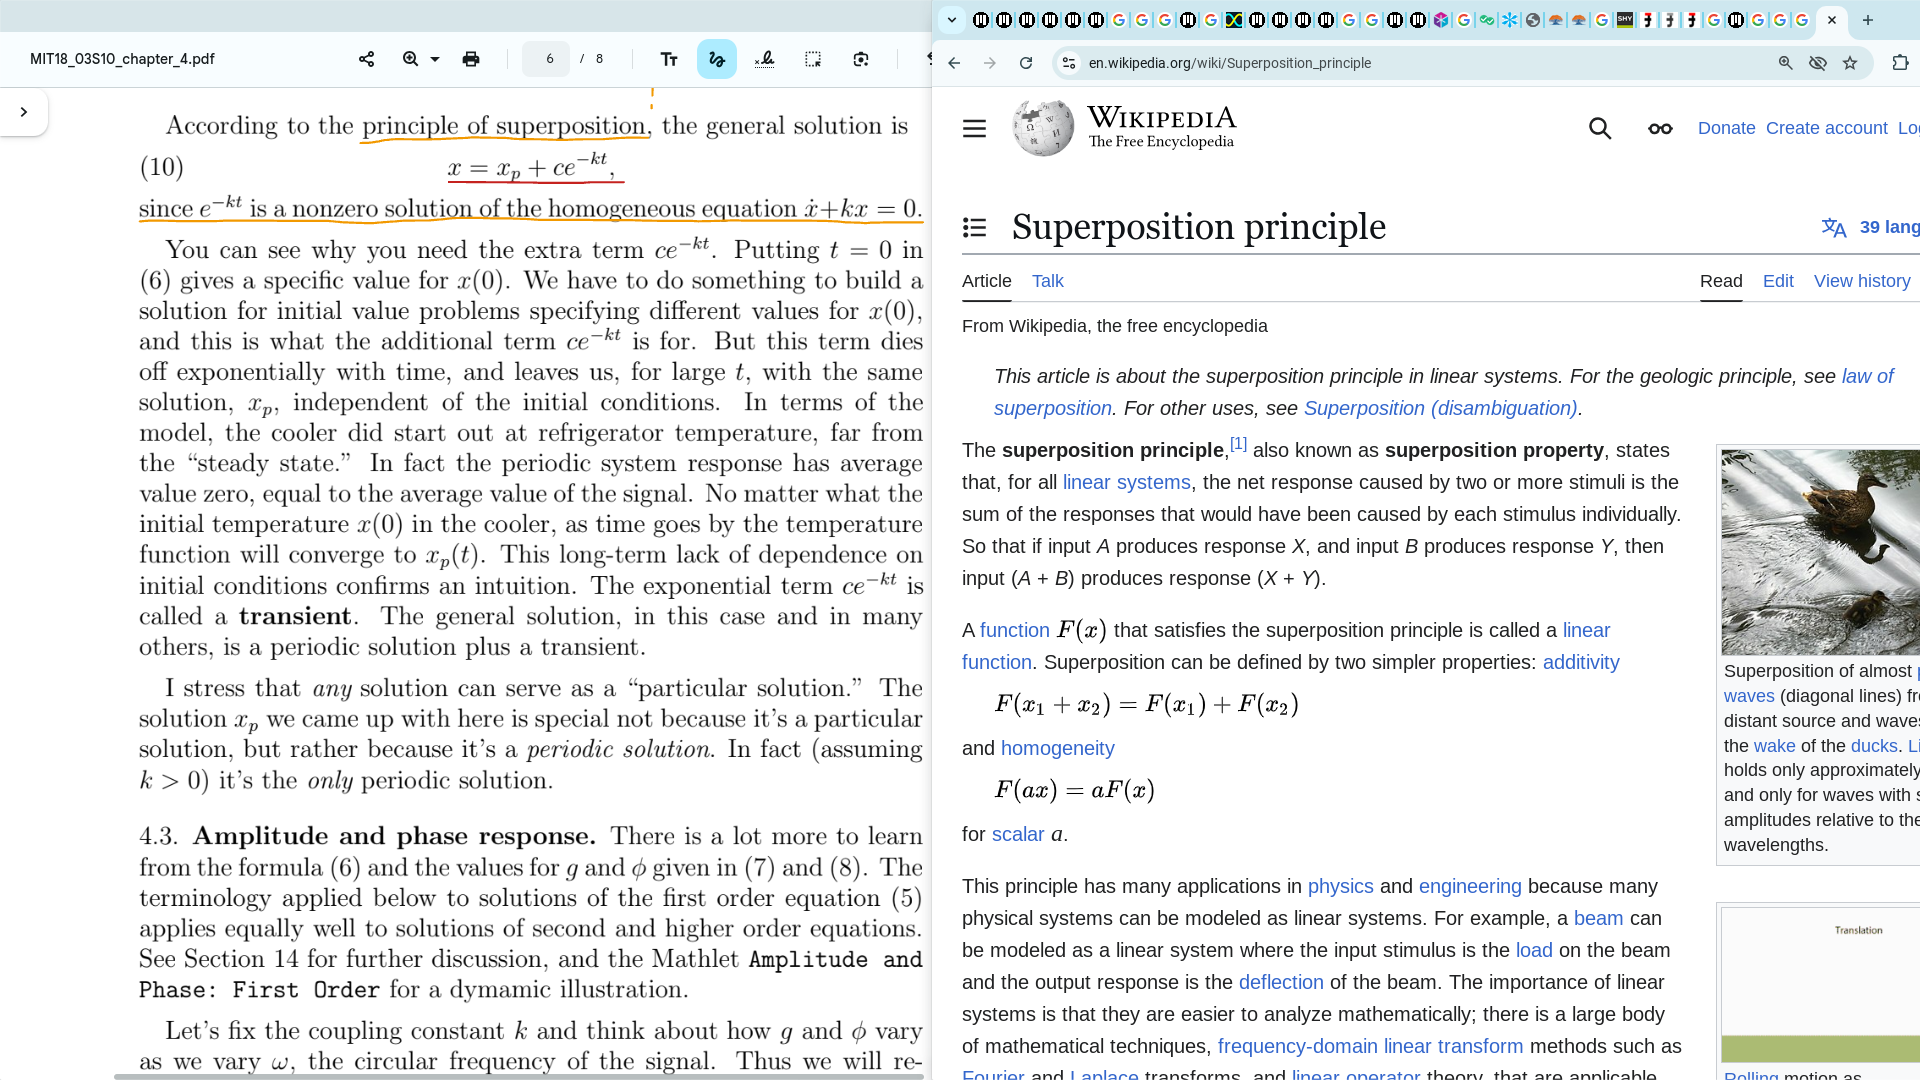 MIT18_03S10_chapter_4.pdf
6 / 8
According to the principle of superposition, the general solution is
(10) x = xₚ + ce⁻ᵏᵗ,
since e⁻ᵏᵗ is a nonzero solution of the homogeneous equation ẋ+kx = 0.
You can see why you need the extra term ce⁻ᵏᵗ. Putting t = 0 in
(6) gives a specific value for x(0). We have to do something to build a
solution for initial value problems specifying different values for x(0),
and this is what the additional term ce⁻ᵏᵗ is for. But this term dies
off exponentially with time, and leaves us, for large t, with the same
solution, xₚ, independent of the initial conditions. In terms of the
model, the cooler did start out at refrigerator temperature, far from
the “steady state.” In fact the periodic system response has average
value zero, equal to the average value of the signal. No matter what the
initial temperature x(0) in the cooler, as time goes by the temperature
function will converge to xₚ(t). This long-term lack of dependence on
initial conditions confirms an intuition. The exponential term ce⁻ᵏᵗ is
called a transient. The general solution, in this case and in many
others, is a periodic solution plus a transient.
I stress that any solution can serve as a “particular solution.” The
solution xₚ we came up with here is special not because it’s a particular
solution, but rather because it’s a periodic solution. In fact (assuming
k > 0) it’s the only periodic solution.
4.3. Amplitude and phase response. There is a lot more to learn
from the formula (6) and the values for g and ϕ given in (7) and (8). The
terminology applied below to solutions of the first order equation (5)
applies equally well to solutions of second and higher order equations.
See Section 14 for further discussion, and the Mathlet Amplitude and
Phase: First Order for a dymamic illustration.
Let’s fix the coupling constant k and think about how g and ϕ vary
as we vary ω, the circular frequency of the signal. Thus we will re-
en.wikipedia.org/wiki/Superposition_principle
WIKIPEDIA
The Free Encyclopedia
Donate Create account Log
Superposition principle
39 lang
Article Talk Read Edit View history
From Wikipedia, the free encyclopedia
This article is about the superposition principle in linear systems. For the geologic principle, see law of
superposition. For other uses, see Superposition (disambiguation).
The superposition principle,[1] also known as superposition property, states
that, for all linear systems, the net response caused by two or more stimuli is the
sum of the responses that would have been caused by each stimulus individually.
So that if input A produces response X, and input B produces response Y, then
input (A + B) produces response (X + Y).
A function F(x) that satisfies the superposition principle is called a linear
function. Superposition can be defined by two simpler properties: additivity
F(x₁ + x₂) = F(x₁) + F(x₂)
and homogeneity
F(ax) = aF(x)
for scalar a.
This principle has many applications in physics and engineering because many
physical systems can be modeled as linear systems. For example, a beam can
be modeled as a linear system where the input stimulus is the load on the beam
and the output response is the deflection of the beam. The importance of linear
systems is that they are easier to analyze mathematically; there is a large body
of mathematical techniques, frequency-domain linear transform methods such as
Fourier and Laplace transforms, and linear operator theory, that are applicable
Superposition of almost p
waves (diagonal lines) fr
distant source and waves
the wake of the ducks. Li
holds only approximately
and only for waves with s
amplitudes relative to the
wavelengths.
Translation
Rolling motion as